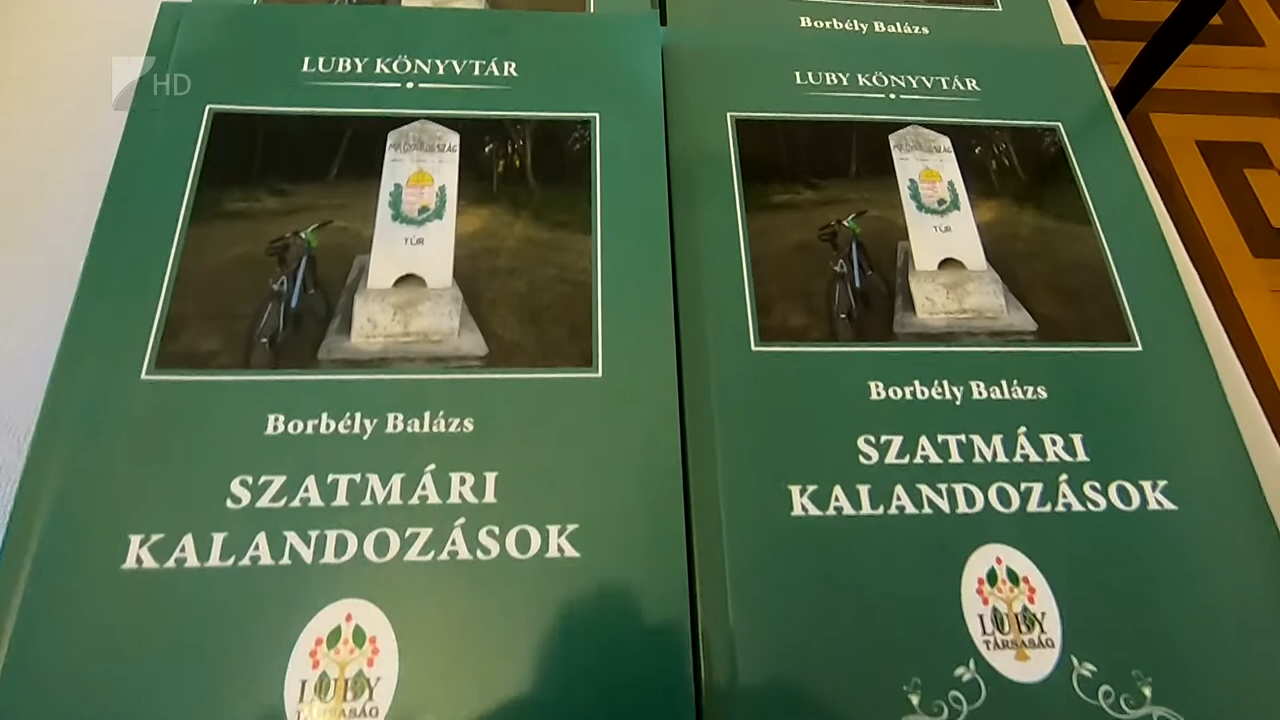 HD
Borbély Balázs
LUBY KÖNYVTÁR
MAGYARORSZÁG
TÚR
Borbély Balázs
SZATMÁRI
KALANDOZÁSOK
LUBY
TÁRSASÁG
LUBY KÖNYVTÁR
MAGYARORSZÁG
TÚR
Borbély Balázs
SZATMÁRI
KALANDOZÁSOK
LUBY
TÁRSASÁG